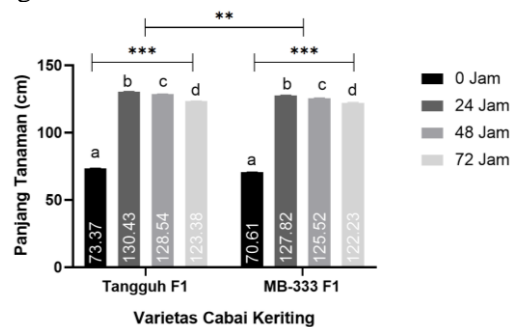 **
***
***
150
100
50
0
Panjang Tanaman (cm)
a
b
c
d
a
b
c
d
73.37
130.43
128.54
123.38
70.61
127.82
125.52
122.23
Tangguh F1
MB-333 F1
Varietas Cabai Keriting
0 Jam
24 Jam
48 Jam
72 Jam